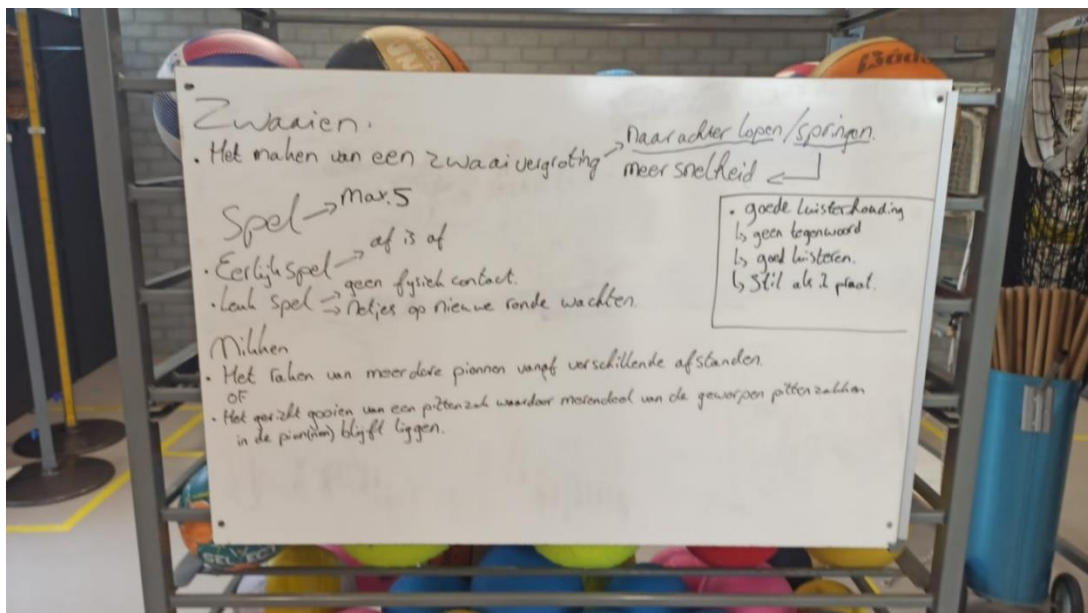 Zwaaien.
• Het maken van een zwaaivergroting → naar achter lopen/springen.
meer snelheid ←
Spel → Max. 5
• Eerlijk spel → af is af
• Leuk spel → geen fysiek contact.
→ netjes op nieuwe ronde wachten.
• goede luisterhouding
↳ geen tegenwoord
↳ goed luisteren.
↳ Stil als 2 praat.
Mikken
• Het raken van meerdere pionnen vanaf verschillende afstanden.
OF
• Het gericht gooien van een pittenzak waardoor merendeel van de geworpen pittenzakken
in de pion(nen) blijft liggen.
SELECT